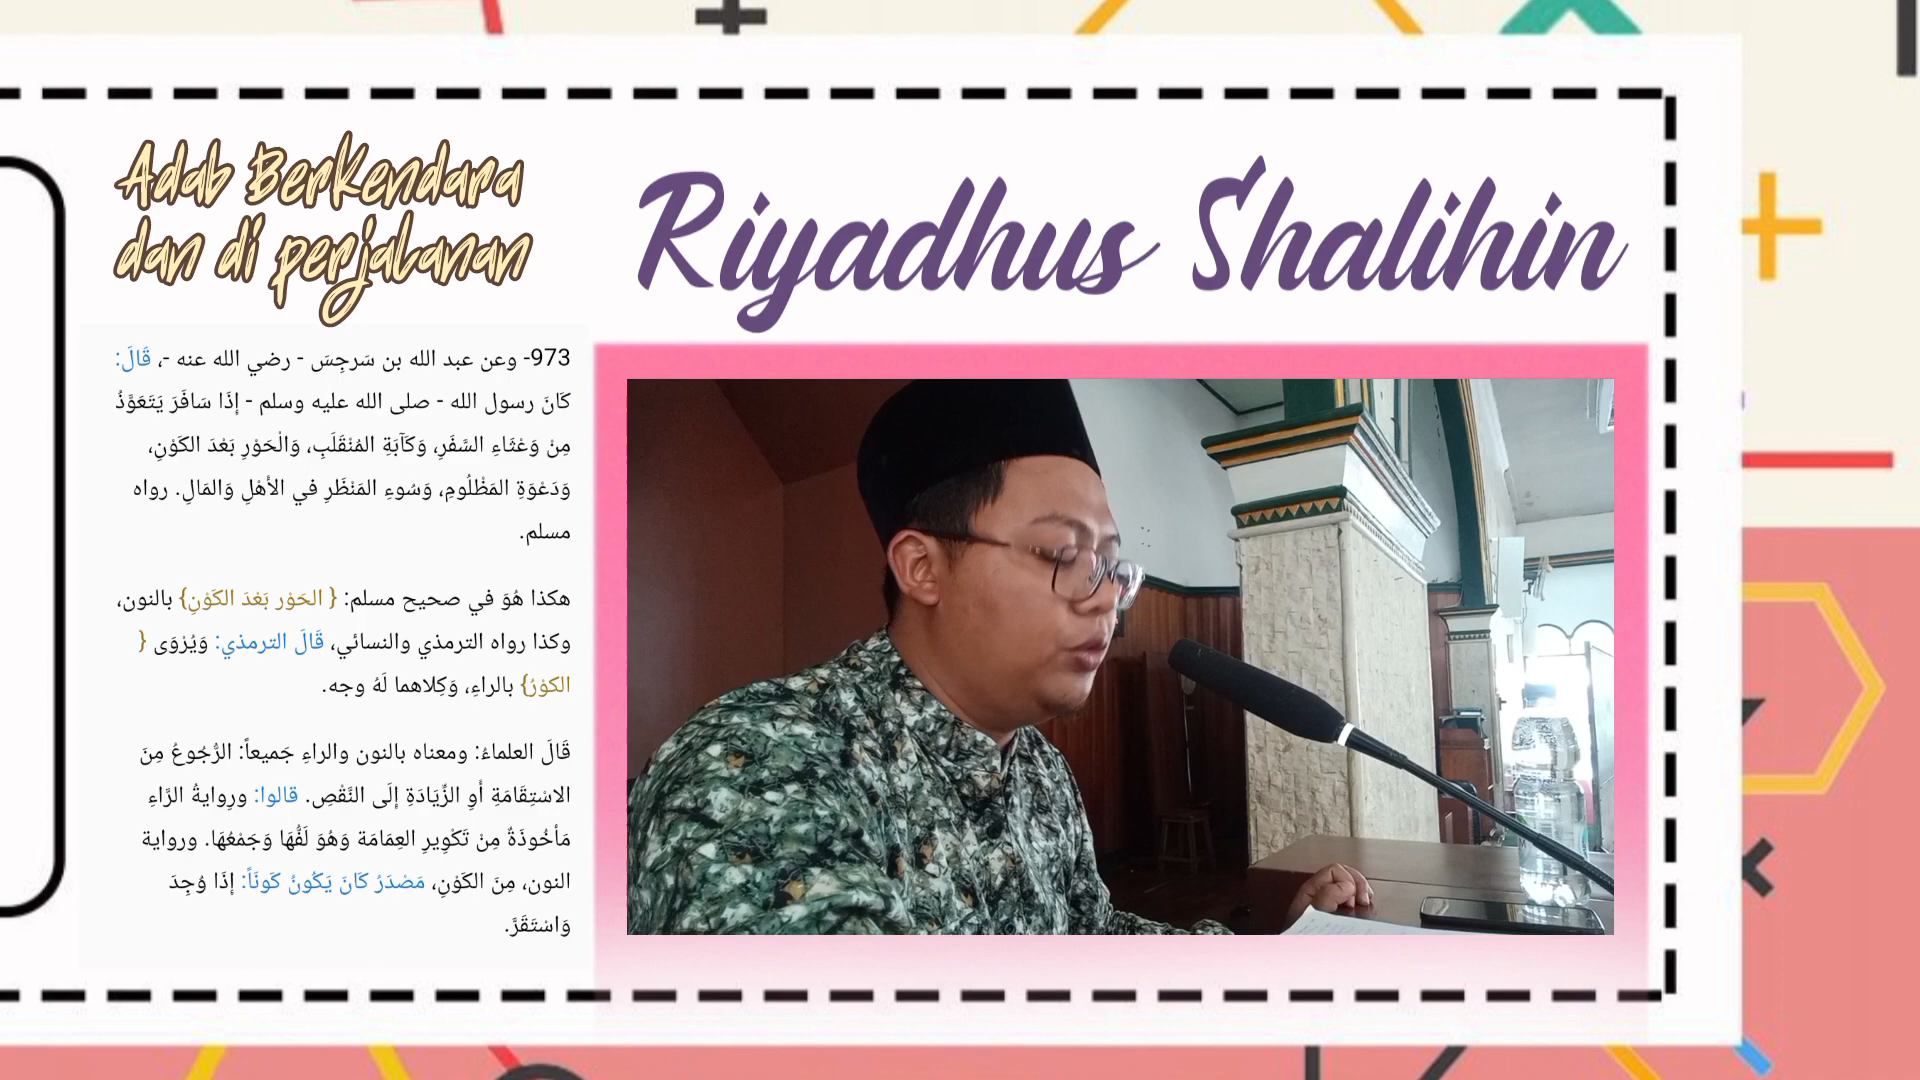 Adab Berkendara
dan di perjalanan
Riyadhus Shalihin
973- وعن عبد الله بن سَرجِسَ - رضي الله عنه -، قَالَ:
كَانَ رسول الله - صلى الله عليه وسلم - إِذَا سَافَرَ يَتَعَوَّذُ
مِنْ وَعْثَاءِ السَّفَرِ، وَكَآبَةِ المُنْقَلَبِ، وَالْحَوْرِ بَعْدَ الكَوْنِ،
وَدَعْوَةِ المَظْلُومِ، وَسُوءِ المَنْظَرِ في الأَهْلِ وَالمَالِ. رواه
مسلم.
هكذا هُوَ في صحيح مسلم: { الحَوْر بَعْدَ الكَوْنِ} بالنون،
وكذا رواه الترمذي والنسائي، قَالَ الترمذي: وَيُرْوَى {
الكوْرُ} بالراءِ، وَكِلاهما لَهُ وجه.
قَالَ العلماءُ: ومعناه بالنون والراءِ جَميعاً: الرُّجُوعُ مِنَ
الاسْتِقَامَةِ أَوِ الزِّيَادَةِ إِلَى النَّقْصِ. قالوا: ورِوايةُ الرَّاءِ
مَأخُوذَةٌ مِنْ تَكْوِيرِ العِمَامَة وَهُوَ لَفُّهَا وَجَمْعُهَا. ورواية
النون، مِنَ الكَوْنِ، مَصْدَرُ كَانَ يَكُونُ كَونَاً: إِذَا وُجِدَ
وَاسْتَقَرَّ.